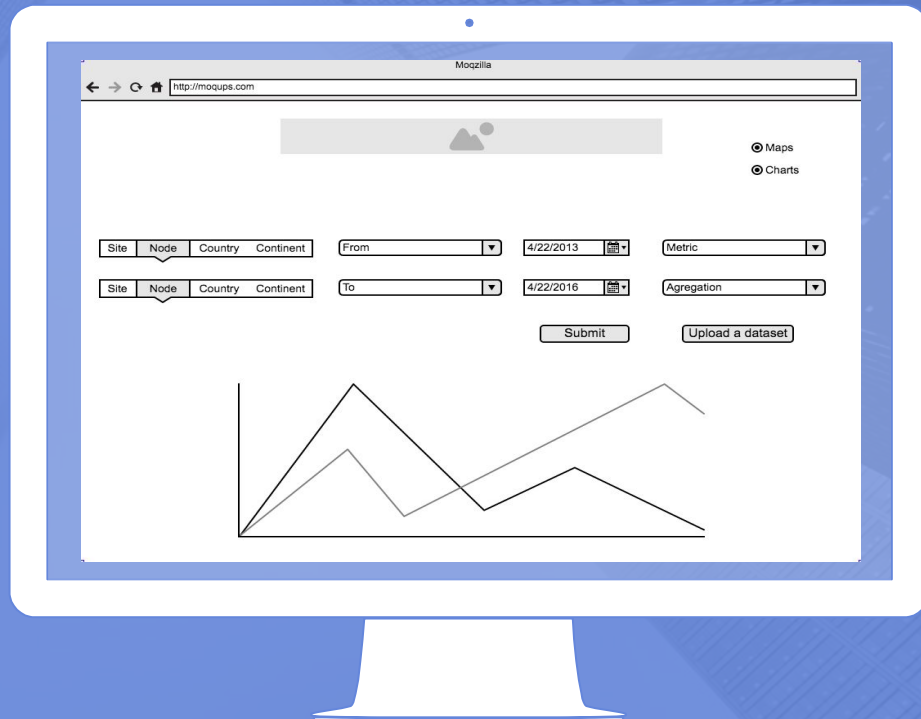 Moqzilla
http://moqups.com
Maps
Charts
Site Node Country Continent From 4/22/2013 Metric
Site Node Country Continent To 4/22/2016 Agregation
Submit Upload a dataset